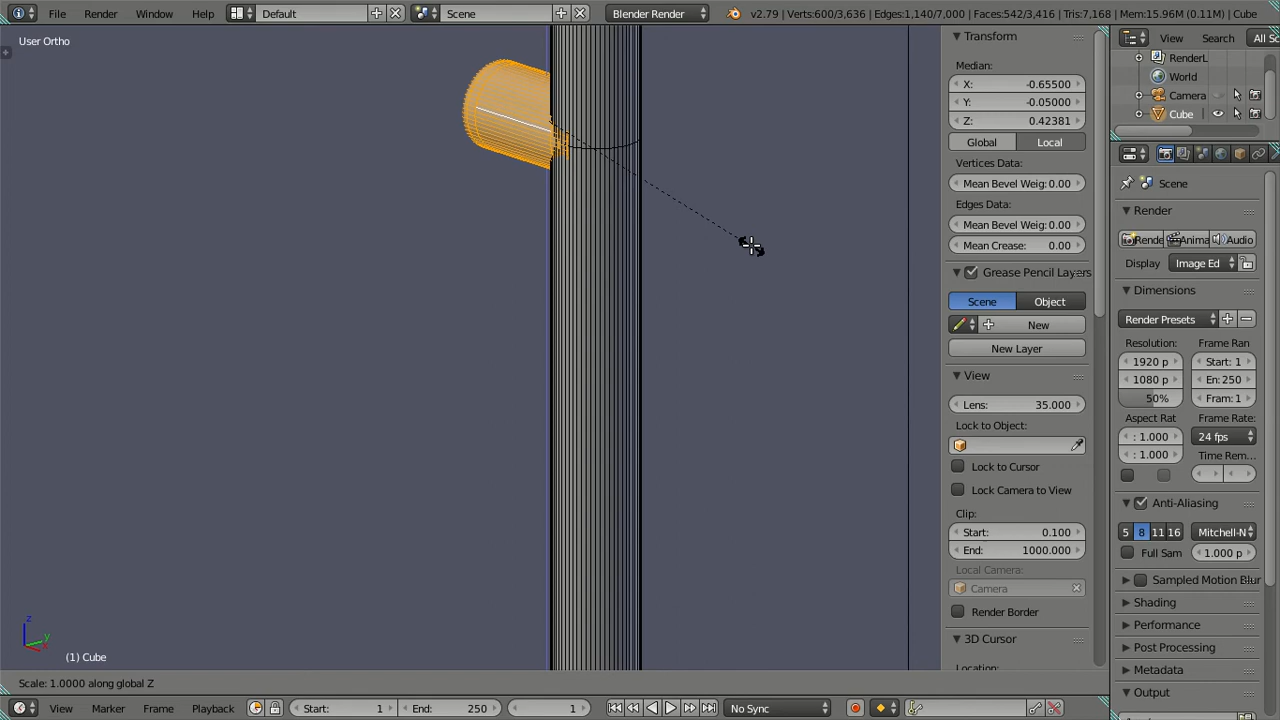 File Render Window Help Default Scene Blender Render v2.79 | Verts:600/3,636 | Edges:1,140/7,000 | Faces:542/3,416 | Tris:7,168 | Mem:15.96M (0.11M) | Cube
User Ortho
Transform
Median:
X: -0.65500
Y: -0.05000
Z: 0.42381
Global Local
Vertices Data:
Mean Bevel Weig: 0.00
Edges Data:
Mean Bevel Weig: 0.00
Mean Crease: 0.00
Grease Pencil Layers
Scene Object
New
New Layer
View
Lens: 35.000
Lock to Object:
Lock to Cursor
Lock Camera to View
Clip:
Start: 0.100
End: 1000.000
Local Camera:
Camera
Render Border
3D Cursor
Location:
View Search All Sc
RenderL
World
Camera
Cube
Scene
Render
Rende Anima Audio
Display Image Ed
Dimensions
Render Presets
Resolution: Frame Ran
1920 p Start: 1
1080 p En: 250
50% Fram: 1
Aspect Rat Frame Rate:
: 1.000 24 fps
: 1.000 Time Rem...
Anti-Aliasing
5 8 11 16 Mitchell-N
Full Sam 1.000 p
Sampled Motion Blur
Shading
Performance
Post Processing
Metadata
Output
z
y
x
(1) Cube
Scale: 1.0000 along global Z
View Marker Frame Playback Start: 1 End: 250 1 No Sync